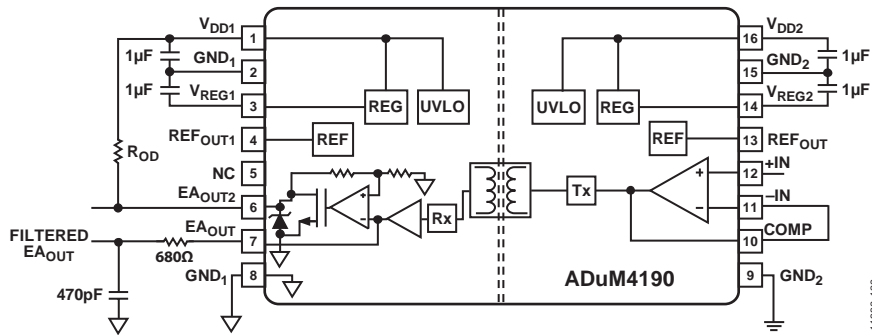 VDD1
1
1µF
GND1
2
1µF
VREG1
3
REG
UVLO
REFOUT1
4
REF
ROD
NC
5
EAOUT2
6
+
−
FILTERED
EAOUT
EAOUT
7
680Ω
Rx
GND1
8
470pF
VDD2
16
1µF
GND2
15
1µF
VREG2
14
UVLO
REG
REF
13
REFOUT
Tx
+
−
12
+IN
11
−IN
10
COMP
ADuM4190
9
GND2